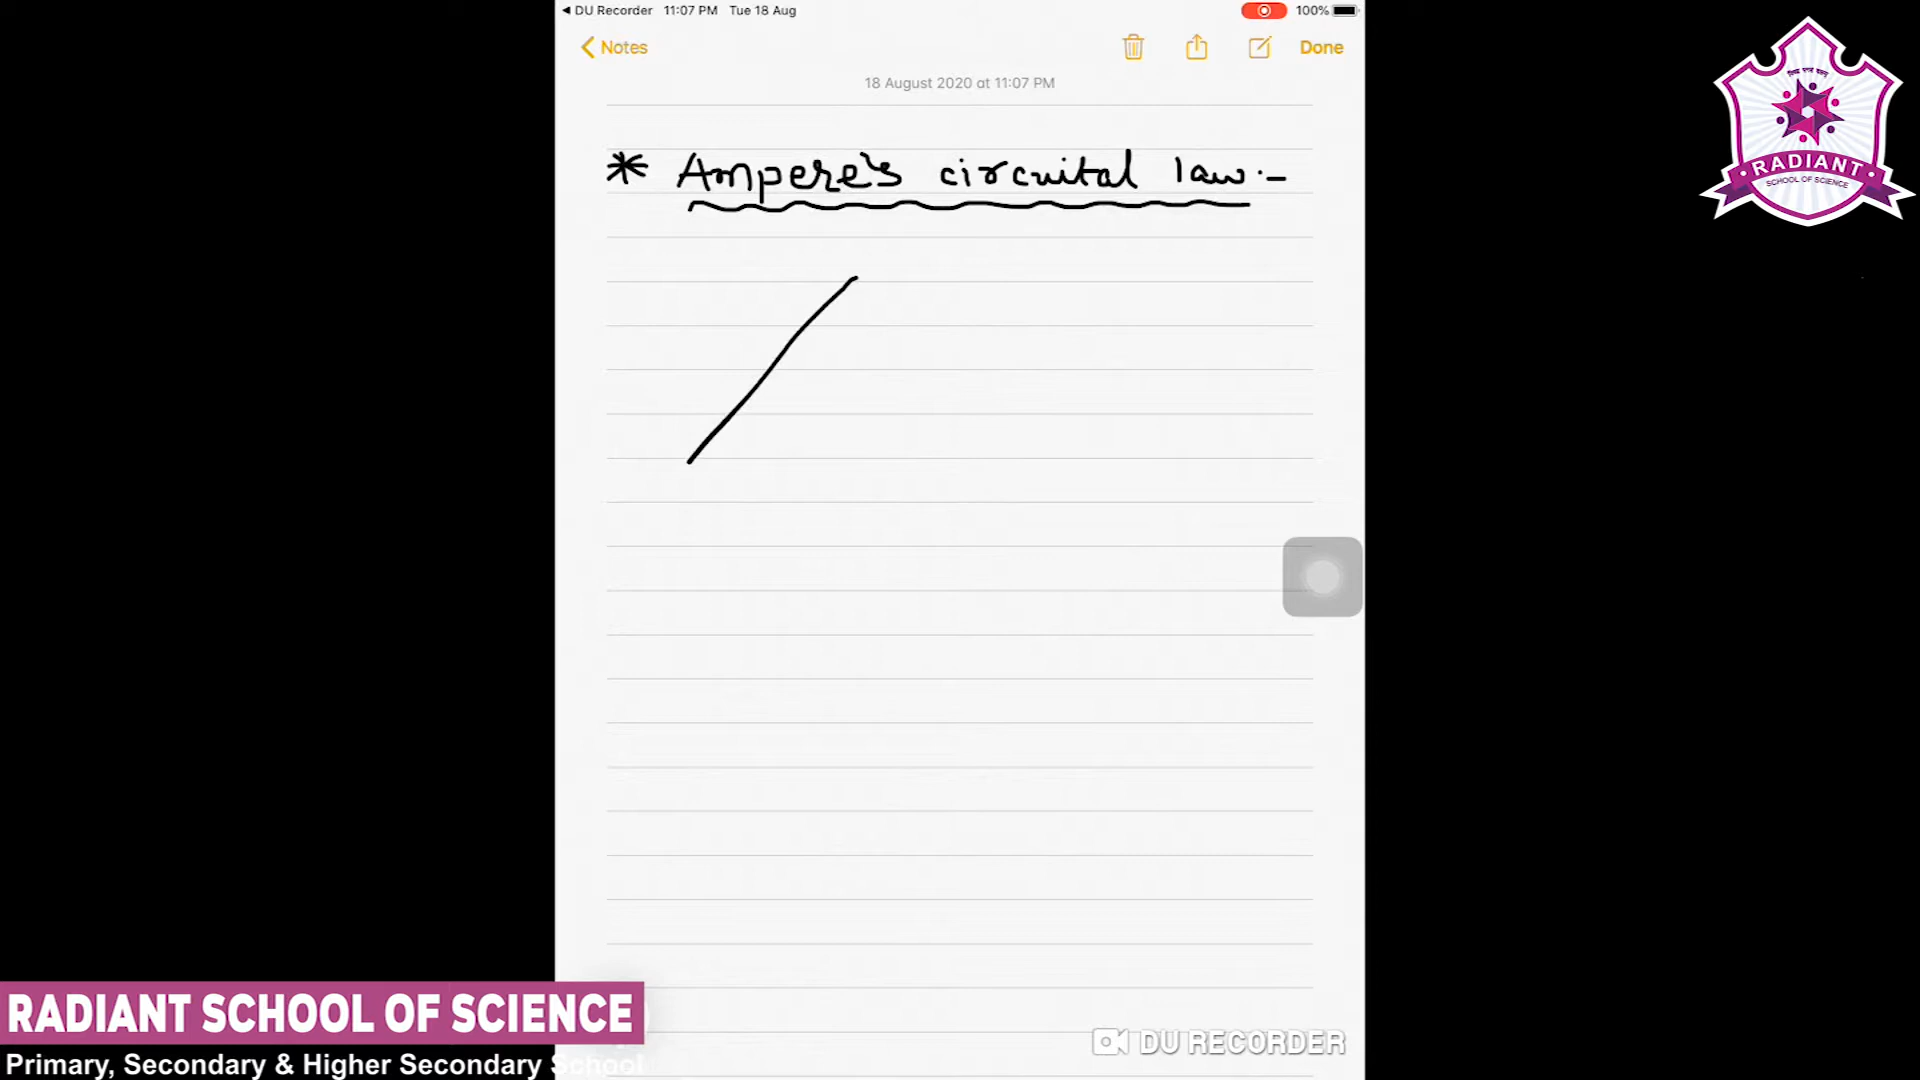 DU Recorder 11:07 PM Tue 18 Aug 100%
Notes Done
18 August 2020 at 11:07 PM
* Ampere's circuital law :-
RADIANT
SCHOOL OF SCIENCE
RADIANT SCHOOL OF SCIENCE
Primary, Secondary & Higher Secondary School
DU RECORDER